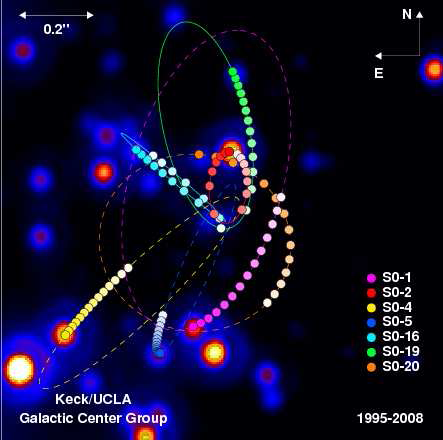 0.2"
N
E
S0-1
S0-2
S0-4
S0-5
S0-16
S0-19
S0-20
Keck/UCLA
Galactic Center Group
1995-2008